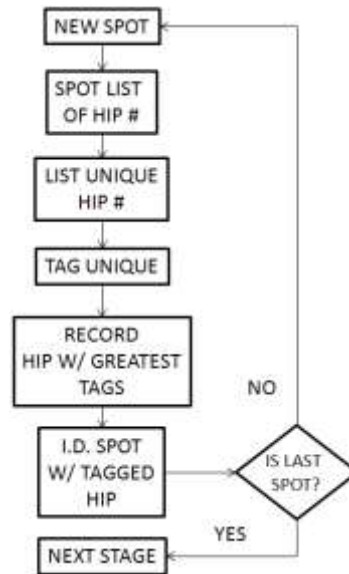 NEW SPOT
SPOT LIST
OF HIP #
LIST UNIQUE
HIP #
TAG UNIQUE
RECORD
HIP W/ GREATEST
TAGS
I.D. SPOT
W/ TAGGED
HIP
IS LAST
SPOT?
NO
YES
NEXT STAGE